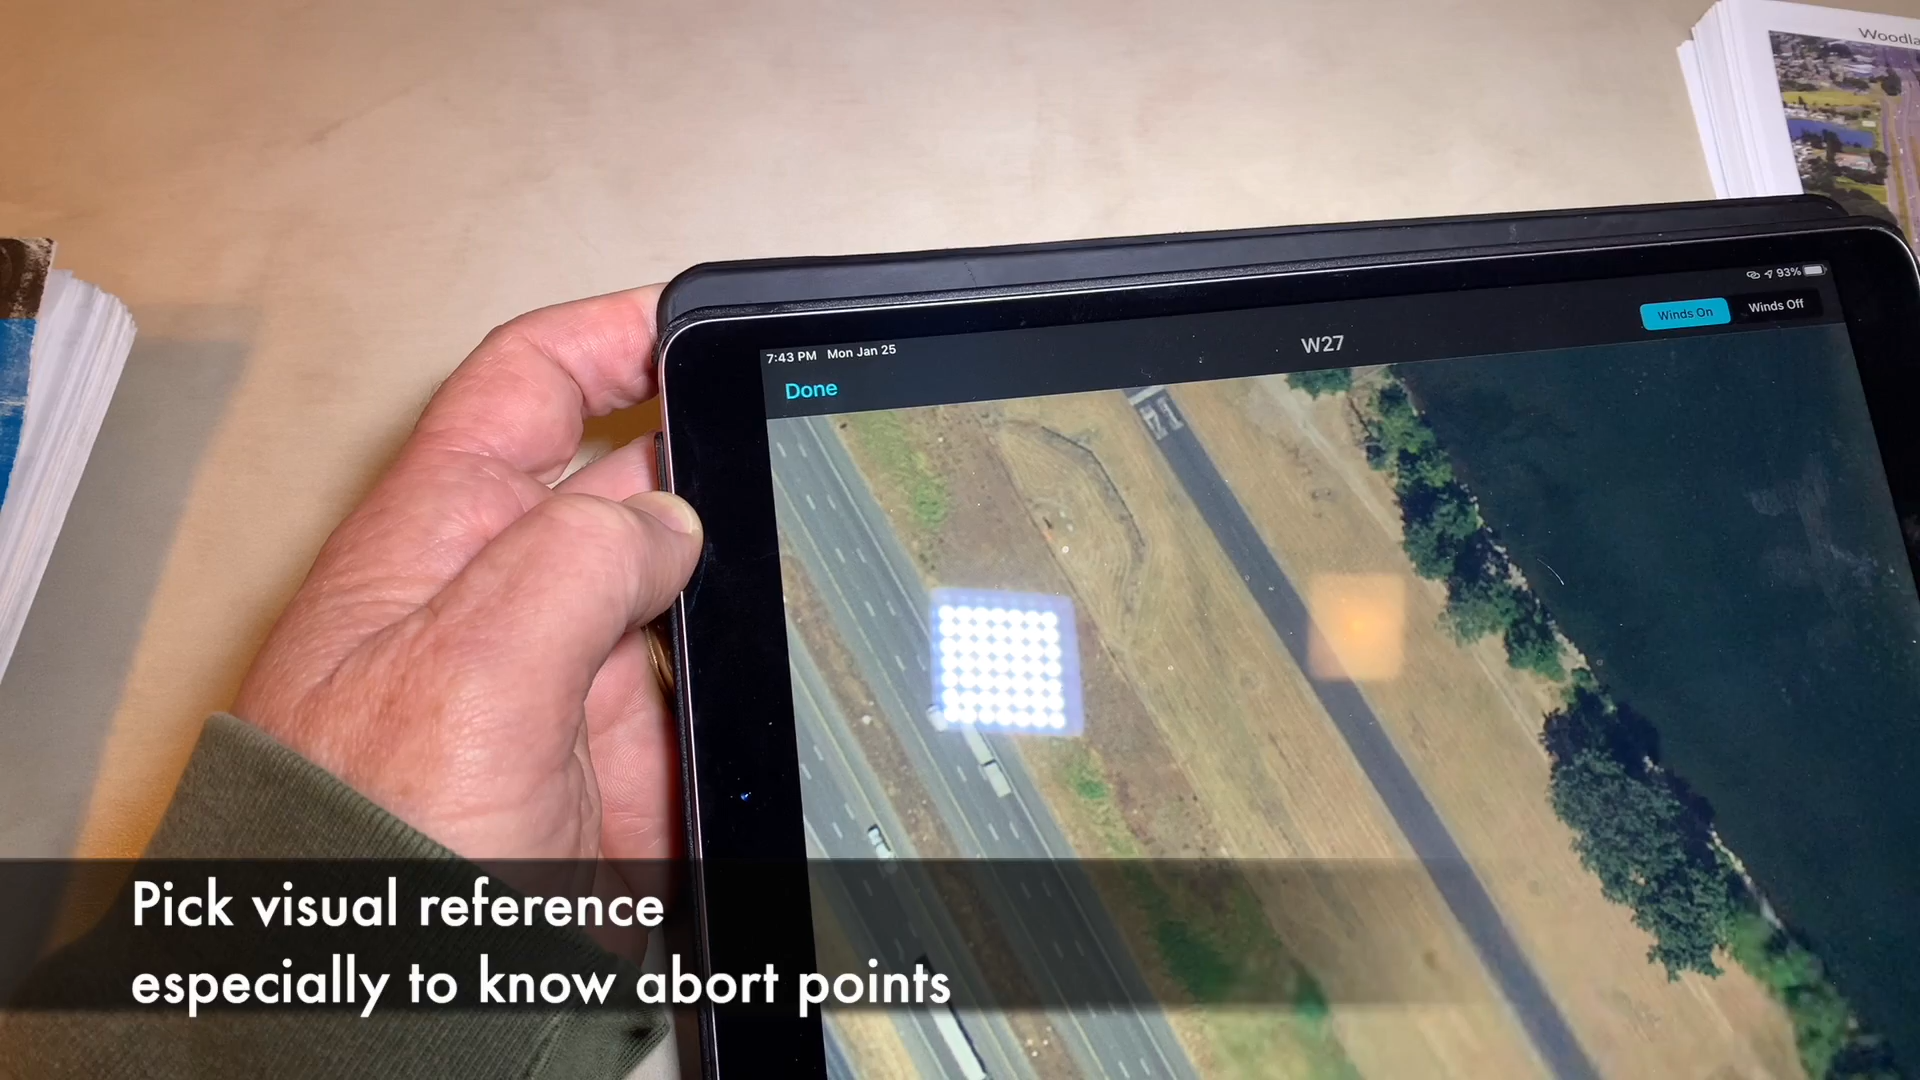 Woodla
93%
Winds On Winds Off
W27
7:43 PM Mon Jan 25
Done
Pick visual reference
especially to know abort points